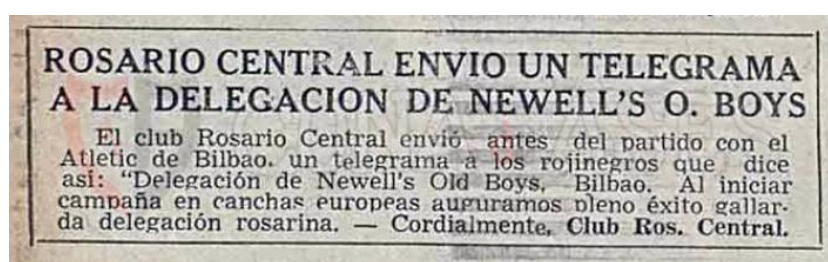 ROSARIO CENTRAL ENVIO UN TELEGRAMA
A LA DELEGACION DE NEWELL'S O. BOYS
El club Rosario Central envió antes del partido con el
Atletic de Bilbao. un telegrama a los rojinegros que dice
así: "Delegación de Newell's Old Boys. Bilbao. Al iniciar
campaña en canchas europeas auguramos pleno éxito gallar-
da delegación rosarina. — Cordialmente, Club Ros. Central.